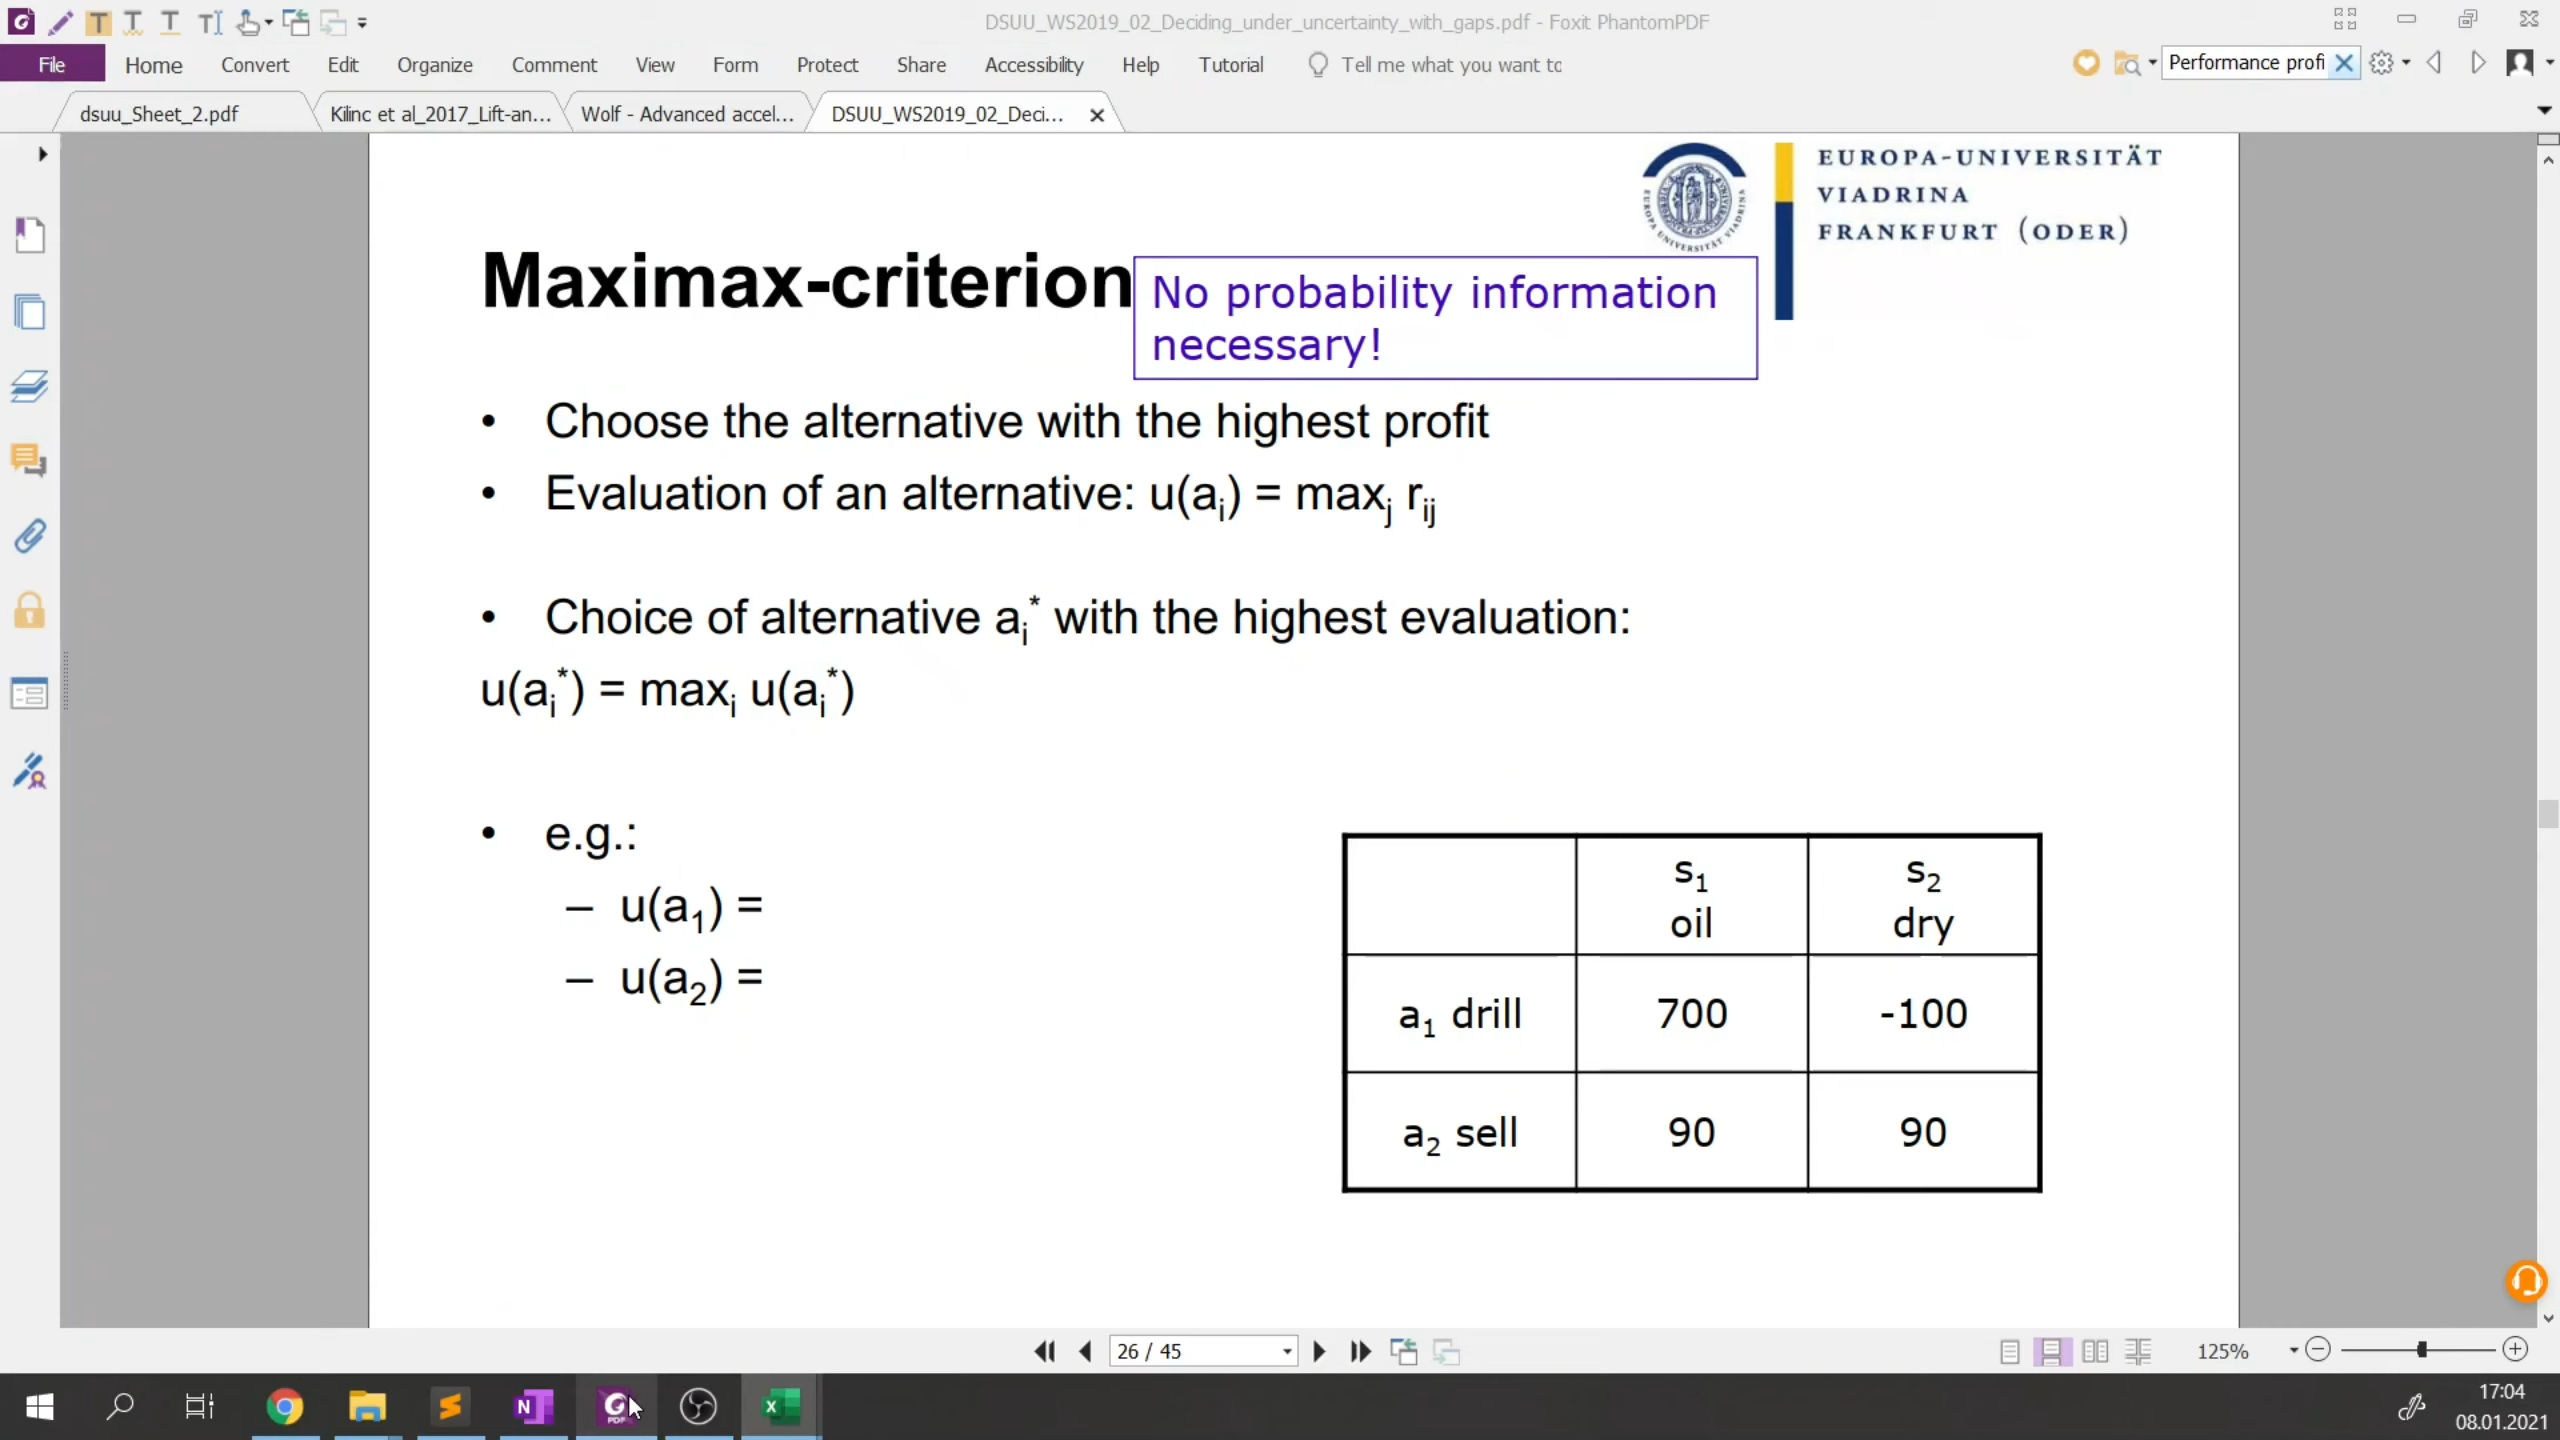 DSUU_WS2019_02_Deciding_under_uncertainty_with_gaps.pdf - Foxit PhantomPDF
File Home Convert Edit Organize Comment View Form Protect Share Accessibility Help Tutorial Tell me what you want to Performance profi
dsuu_Sheet_2.pdf Kilinc et al_2017_Lift-an... Wolf - Advanced accel... DSUU_WS2019_02_Deci...
EUROPA-UNIVERSITÄT
VIADRINA
FRANKFURT (ODER)
EUROPA UNIVERSITÄT VIADRINA
Maximax-criterion
No probability information
necessary!
• Choose the alternative with the highest profit
• Evaluation of an alternative: u(ai) = maxj rij
• Choice of alternative ai* with the highest evaluation:
u(ai*) = maxi u(ai*)
• e.g.:
– u(a1) =
– u(a2) =
s1 s2
oil dry
a1 drill 700 -100
a2 sell 90 90
26 / 45
125%
17:04
08.01.2021